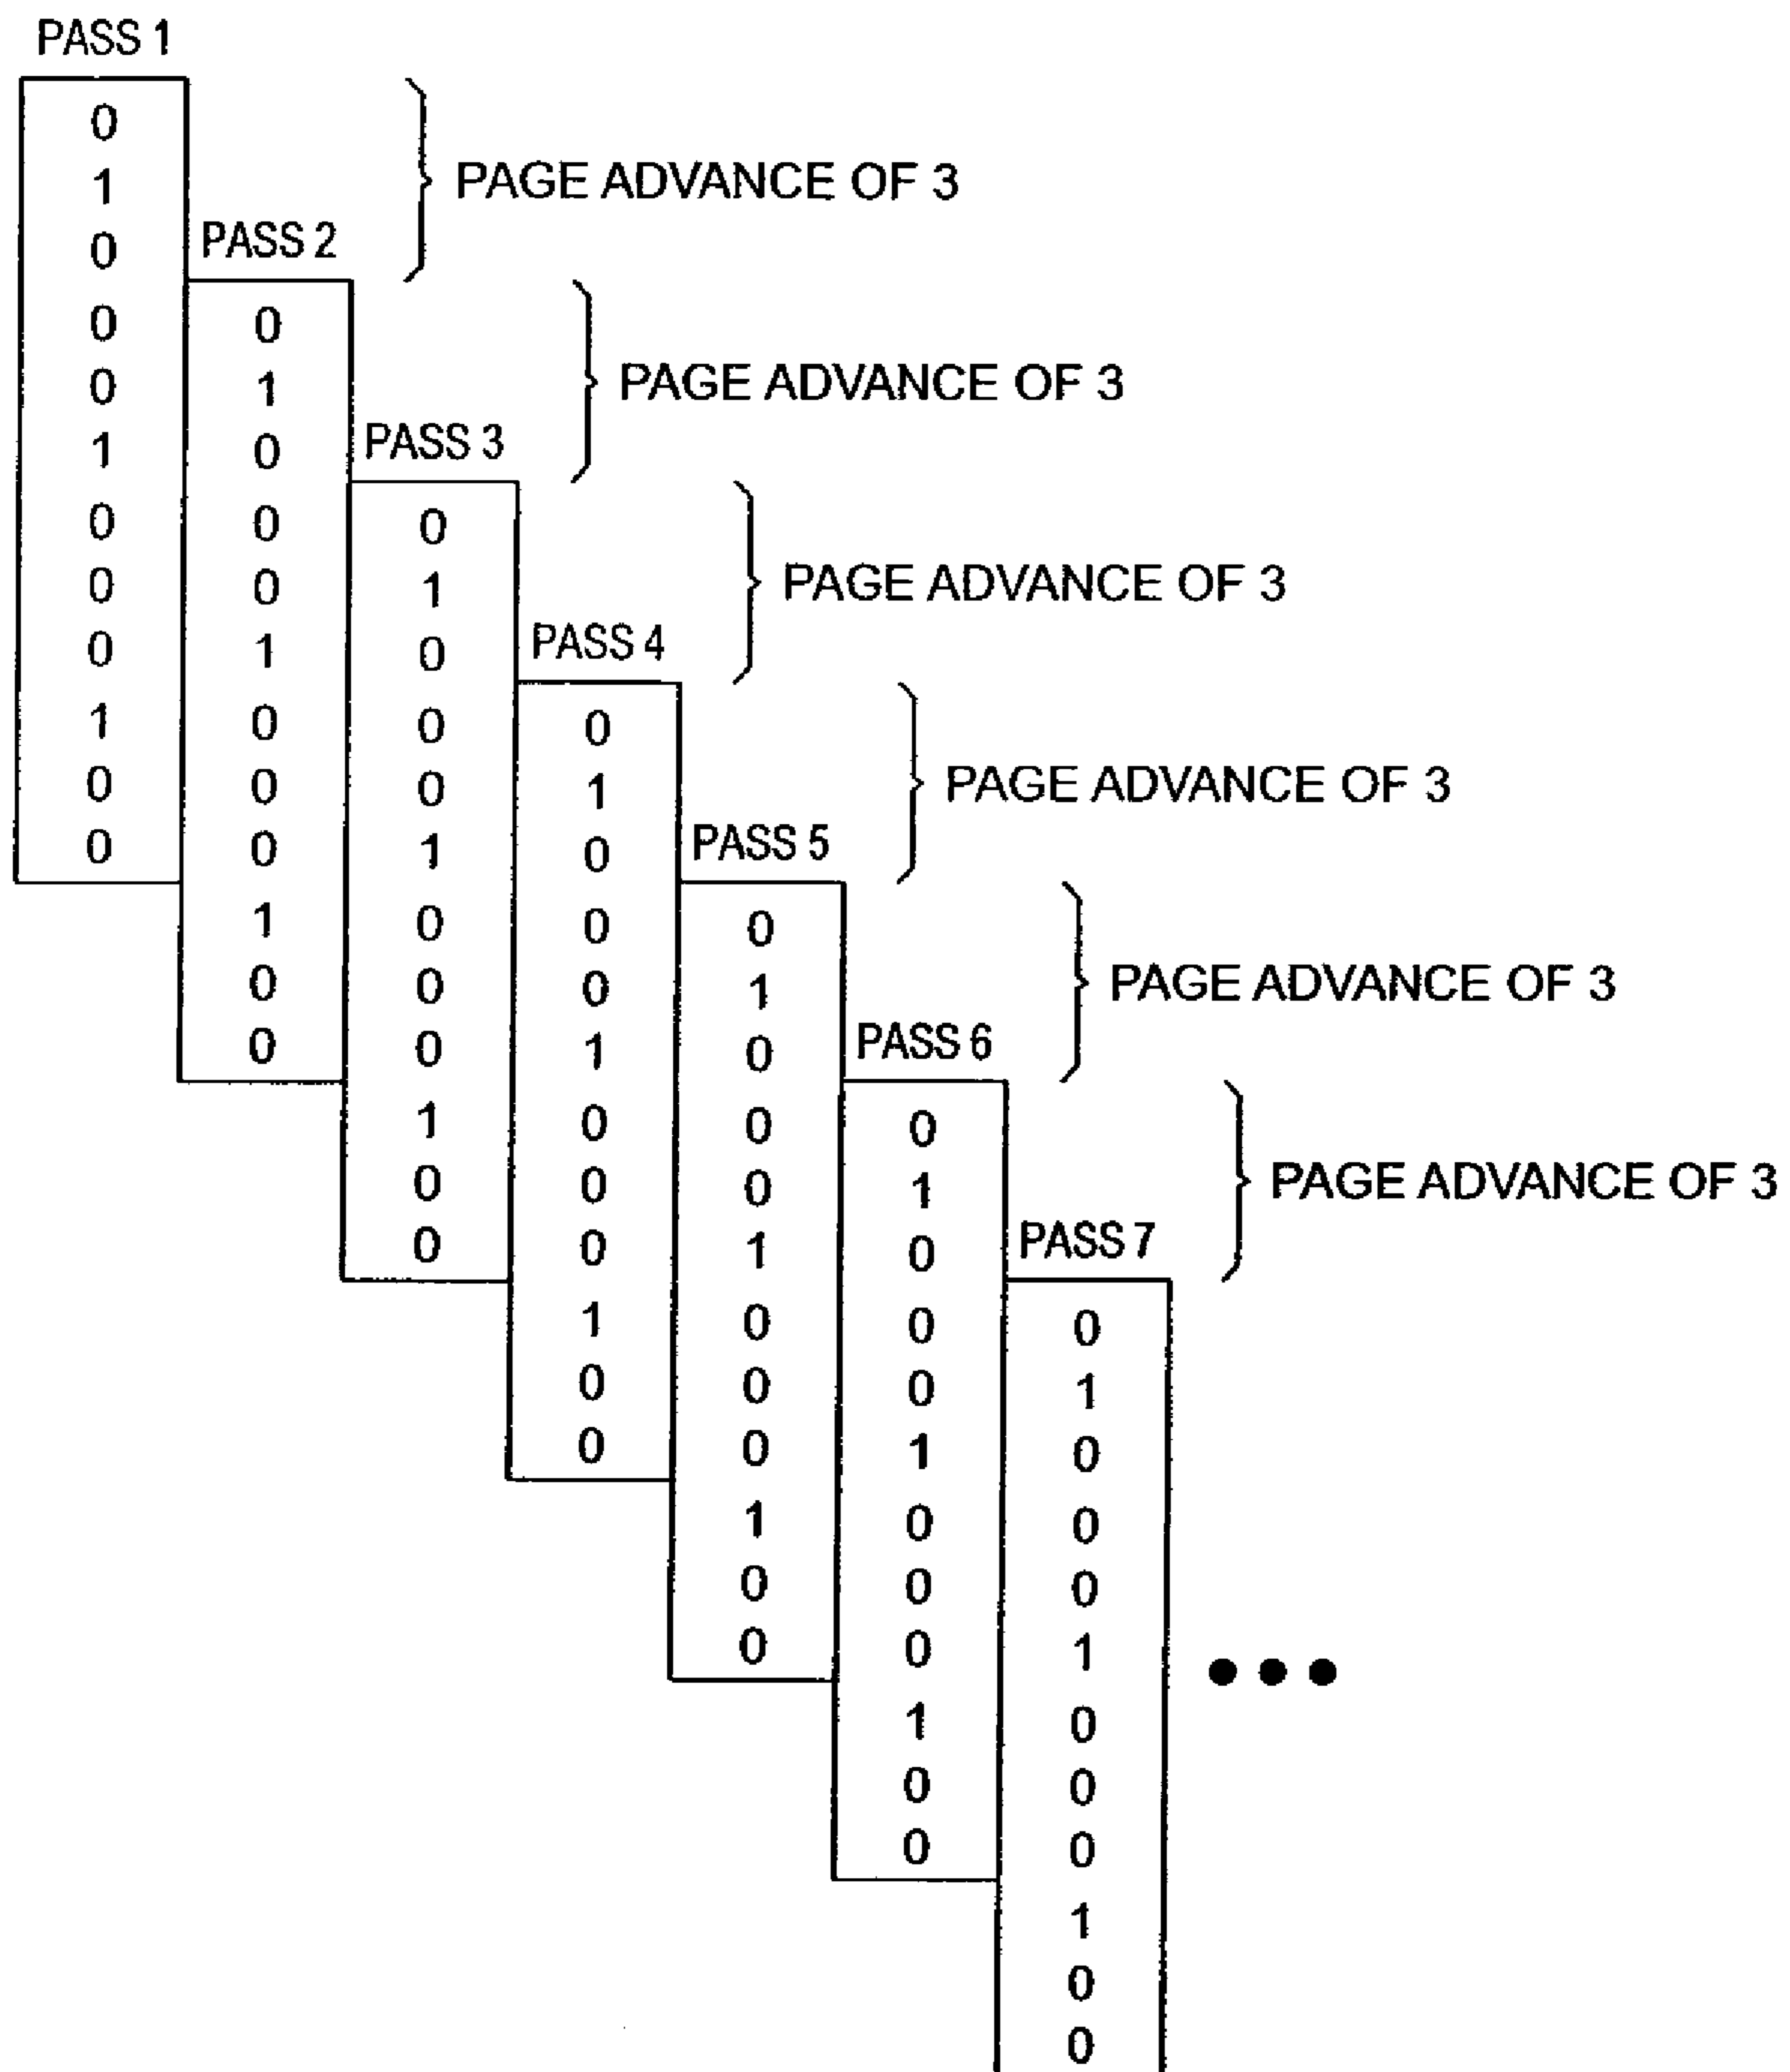 PASS 1
0
1 PAGE ADVANCE OF 3
0 PASS 2
0 0
0 1 PAGE ADVANCE OF 3
1 0 PASS 3
0 0 0
0 0 1 PAGE ADVANCE OF 3
0 1 0 PASS 4
1 0 0 0
0 0 0 1 PAGE ADVANCE OF 3
0 0 1 0 PASS 5
1 0 0 0
0 0 0 1 PAGE ADVANCE OF 3
0 0 1 0 PASS 6
1 0 0 0
0 0 0 1 PAGE ADVANCE OF 3
0 0 1 0 PASS 7
1 0 0 0
0 0 0 1
0 0 1 0
1 0 0
0 0 0
0 0 1 •••
1 0
0 0
0 0
1
0
0